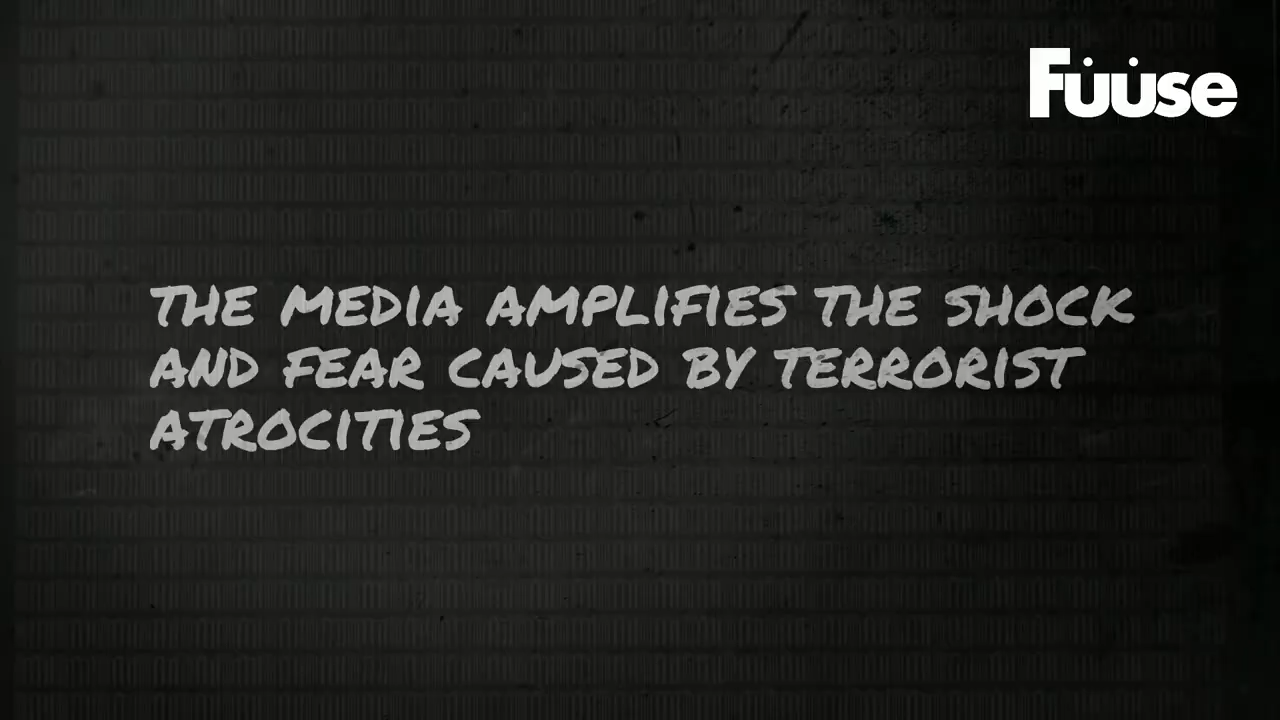 Fuuse
THE MEDIA AMPLIFIES THE SHOCK
AND FEAR CAUSED BY TERRORIST
ATROCITIES